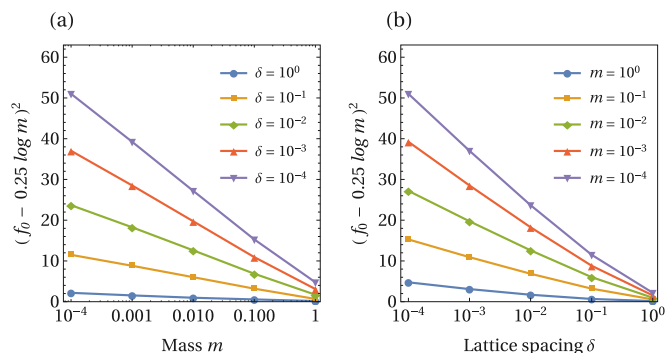 (a)
(f₀ − 0.25 log m)²
60
50
40
30
20
10
0
δ = 10⁰
δ = 10⁻¹
δ = 10⁻²
δ = 10⁻³
δ = 10⁻⁴
10⁻⁴ 0.001 0.010 0.100 1
Mass m
(b)
(f₀ − 0.25 log m)²
60
50
40
30
20
10
0
m = 10⁰
m = 10⁻¹
m = 10⁻²
m = 10⁻³
m = 10⁻⁴
10⁻⁴ 10⁻³ 10⁻² 10⁻¹ 10⁰
Lattice spacing δ